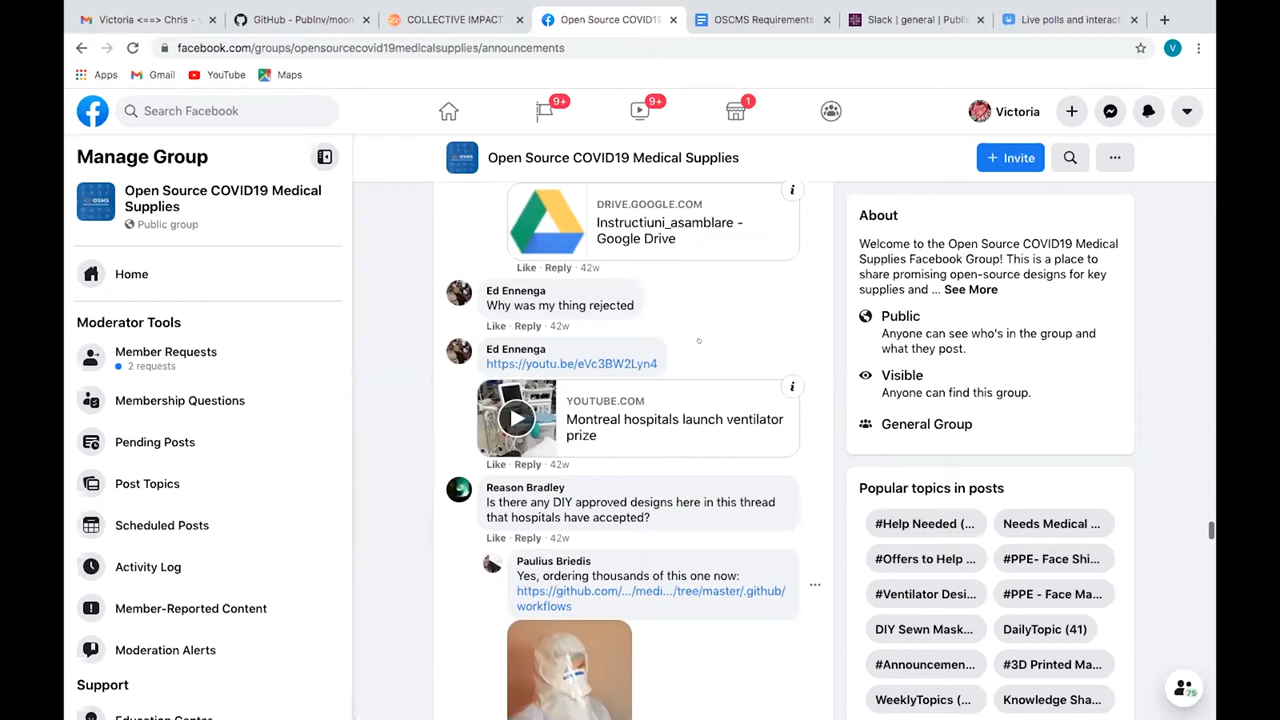 Victoria <==> Chris -
GitHub - PubInv/moon
COLLECTIVE IMPACT
Open Source COVID19
OSCMS Requirements
Slack | general | Public
Live polls and interact
facebook.com/groups/opensourcecovid19medicalsupplies/announcements
V
Apps
Gmail
YouTube
Maps
Search Facebook
9+
9+
1
Victoria
Manage Group
Open Source COVID19 Medical
Supplies
Public group
Home
Moderator Tools
Member Requests
2 requests
Membership Questions
Pending Posts
Post Topics
Scheduled Posts
Activity Log
Member-Reported Content
Moderation Alerts
Support
Education Center
Open Source COVID19 Medical Supplies
+ Invite
DRIVE.GOOGLE.COM
Instructiuni_asamblare -
Google Drive
Like · Reply · 42w
Ed Ennenga
Why was my thing rejected
Like · Reply · 42w
Ed Ennenga
https://youtu.be/eVc3BW2Lyn4
YOUTUBE.COM
Montreal hospitals launch ventilator
prize
Like · Reply · 42w
Reason Bradley
Is there any DIY approved designs here in this thread
that hospitals have accepted?
Like · Reply · 42w
Paulius Briedis
Yes, ordering thousands of this one now:
https://github.com/.../medi.../tree/master/.github/
workflows
About
Welcome to the Open Source COVID19 Medical
Supplies Facebook Group! This is a place to
share promising open-source designs for key
supplies and ... See More
Public
Anyone can see who's in the group and
what they post.
Visible
Anyone can find this group.
General Group
Popular topics in posts
#Help Needed (...
Needs Medical ...
#Offers to Help ...
#PPE- Face Shi...
#Ventilator Desi...
#PPE - Face Ma...
DIY Sewn Mask...
DailyTopic (41)
#Announcemen...
#3D Printed Ma...
WeeklyTopics (...
Knowledge Sha...
75